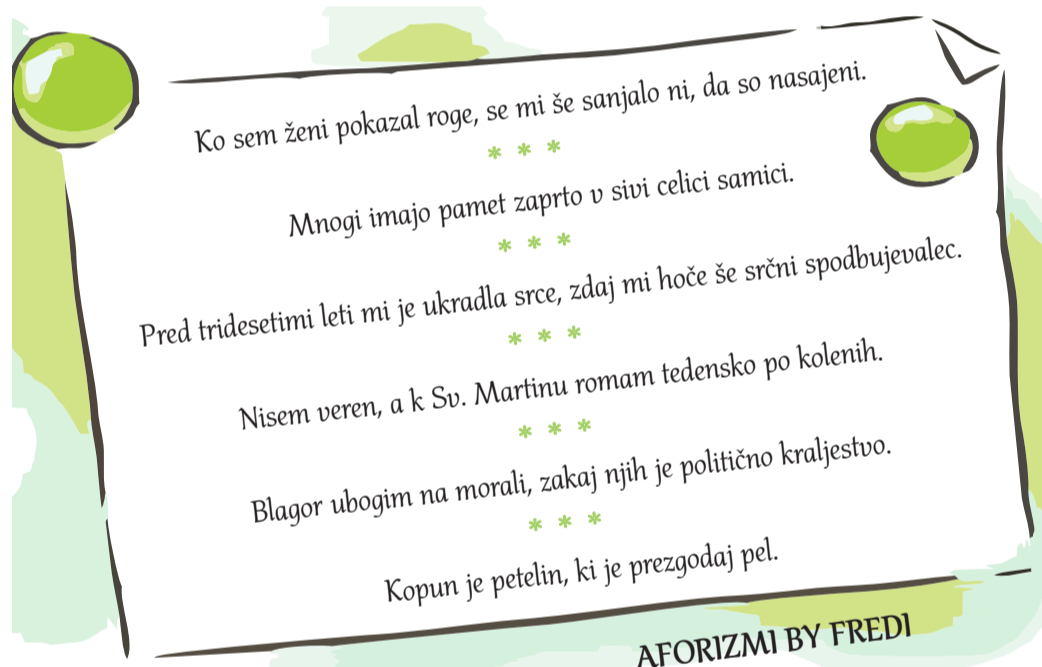 Ko sem ženi pokazal roge, se mi še sanjalo ni, da so nasajeni.
* * *
Mnogi imajo pamet zaprto v sivi celici samici.
* * *
Pred tridesetimi leti mi je ukradla srce, zdaj mi hoče še srčni spodbujevalec.
* * *
Nisem veren, a k Sv. Martinu romam tedensko po kolenih.
* * *
Blagor ubogim na morali, zakaj njih je politično kraljestvo.
* * *
Kopun je petelin, ki je prezgodaj pel.
AFORIZMI BY FREDI